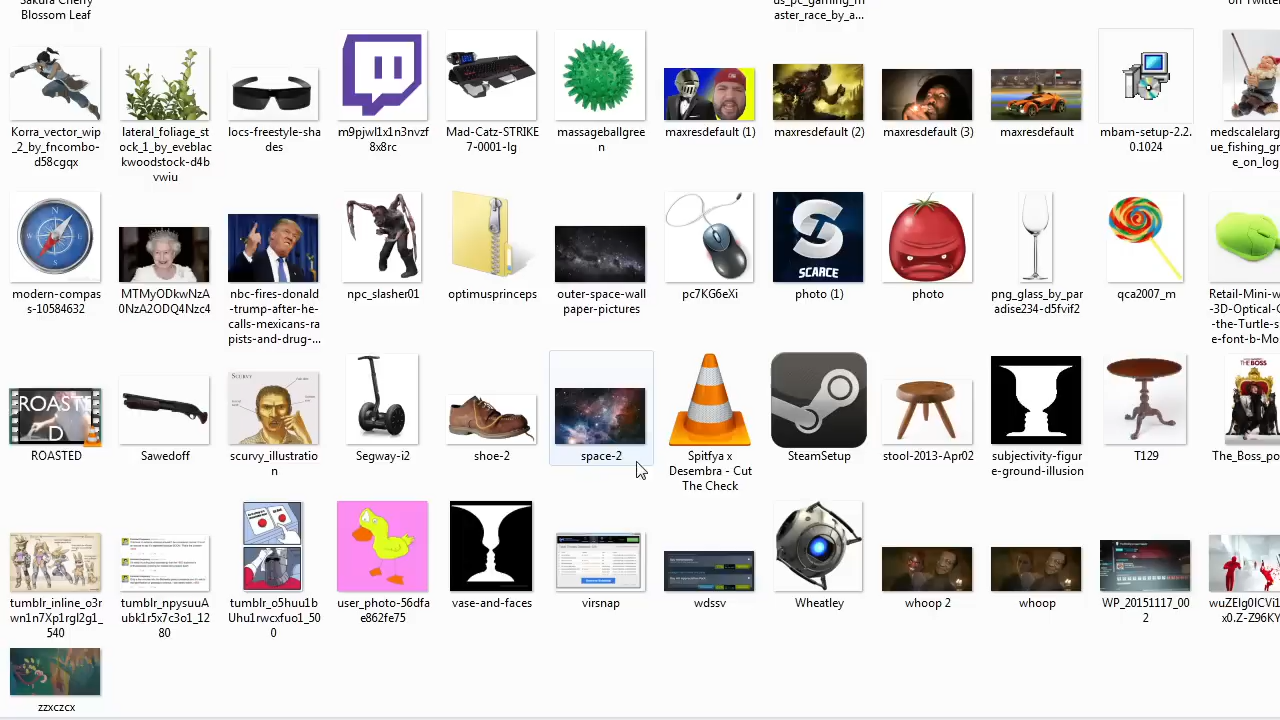 Sakura Cherry
Blossom Leaf
us_pc_gaming_m
aster_race_by_a...
on Twitter
Korra_vector_wip
_2_by_fncombo-
d58cgqx
lateral_foliage_st
ock_1_by_eveblac
kwoodstock-d4b
vwiu
locs-freestyle-sha
des
m9pjwl1x1n3nvzf
8x8rc
Mad-Catz-STRIKE
7-0001-lg
massageballgree
n
maxresdefault (1)
maxresdefault (2)
maxresdefault (3)
maxresdefault
mbam-setup-2.2.
0.1024
medscalelarg
ue_fishing_gr
e_on_log
modern-compas
s-10584632
MTMyODkwNzA
0NzA2ODQ4Nzc4
nbc-fires-donald
-trump-after-he-
calls-mexicans-ra
pists-and-drug-...
npc_slasher01
optimusprinceps
outer-space-wall
paper-pictures
pc7KG6eXi
SCARCE
photo (1)
photo
png_glass_by_par
adise234-d5fvif2
qca2007_m
Retail-Mini-w
-3D-Optical-G
-the-Turtle-s
e-font-b-Mo
ROASTE
D
ROASTED
Sawedoff
SCURVY
scurvy_illustratio
n
Segway-i2
shoe-2
space-2
Spitfya x
Desembra - Cut
The Check
SteamSetup
stool-2013-Apr02
subjectivity-figur
e-ground-illusion
T129
THE BOSS
The_Boss_po
tumblr_inline_o3r
wn1n7Xp1rgl2g1_
540
tumblr_npysuuA
ubk1r5x7c3o1_12
80
tumblr_o5huu1b
Uhu1rwcxfuo1_50
0
user_photo-56dfa
e862fe75
vase-and-faces
virsnap
wdssv
Wheatley
whoop 2
whoop
WP_20151117_00
2
wuZEIg0ICVi1
x0.Z-Z96KY
zzxczcx